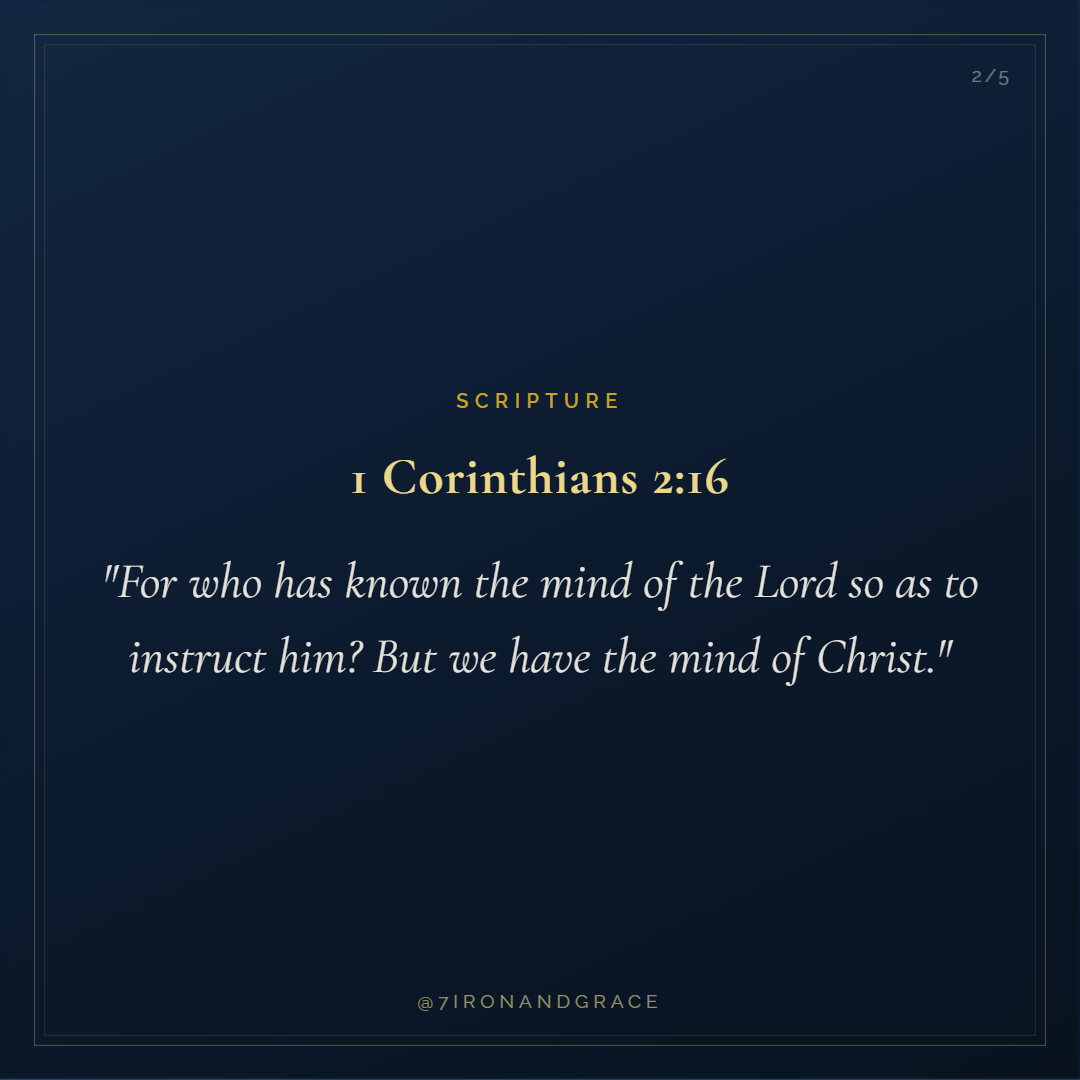 2/5
SCRIPTURE
1 Corinthians 2:16
"For who has known the mind of the Lord so as to
instruct him? But we have the mind of Christ."
@7IRONANDGRACE